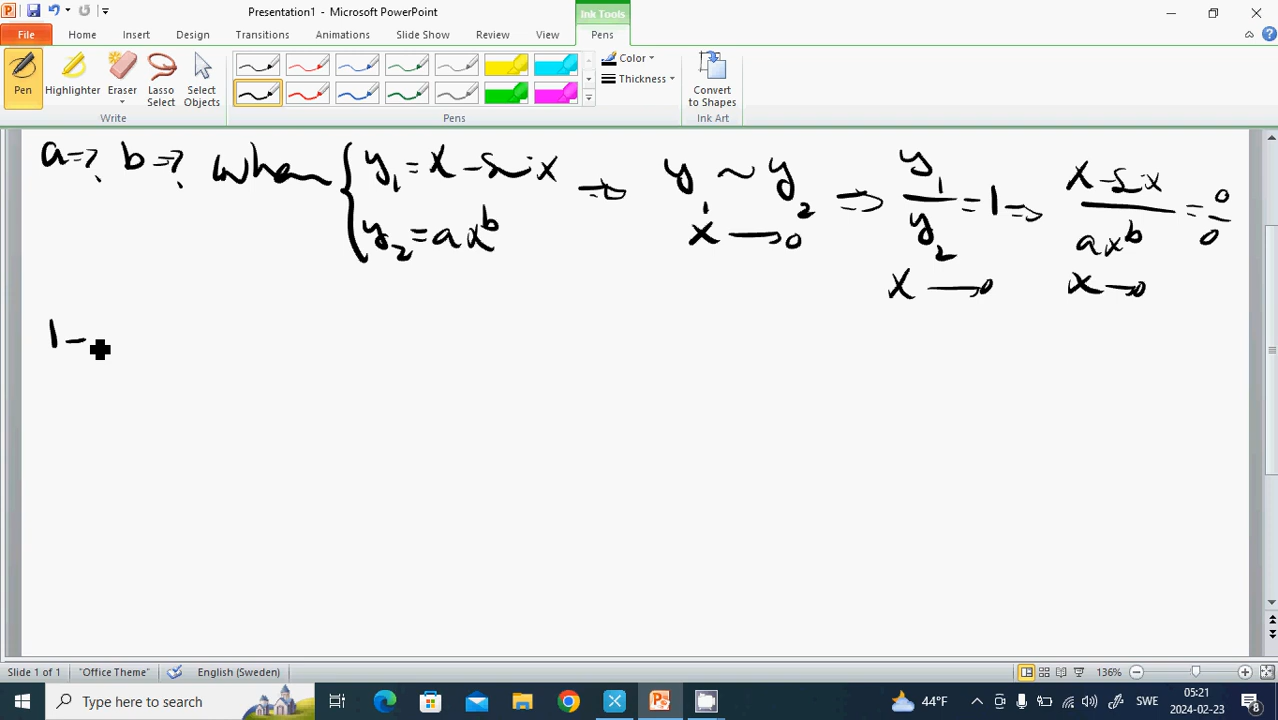 Presentation1 - Microsoft PowerPoint
Ink Tools
File Home Insert Design Transitions Animations Slide Show Review View Pens
Pen Highlighter Eraser Lasso Select Select Objects
Color
Thickness
Convert to Shapes
Write Pens Ink Art
a=? b=? when { y₁ = x - sin x ⇒ y₁ ~ y₂ ⇒ y₁/y₂ = 1 ⇒ (x - sin x)/(ax^b) = 0/0
y₂ = ax^b x → 0 x → 0 x → 0
1 -
Slide 1 of 1 "Office Theme" English (Sweden) 136%
Type here to search 44°F SWE 05:21
2024-02-23 8